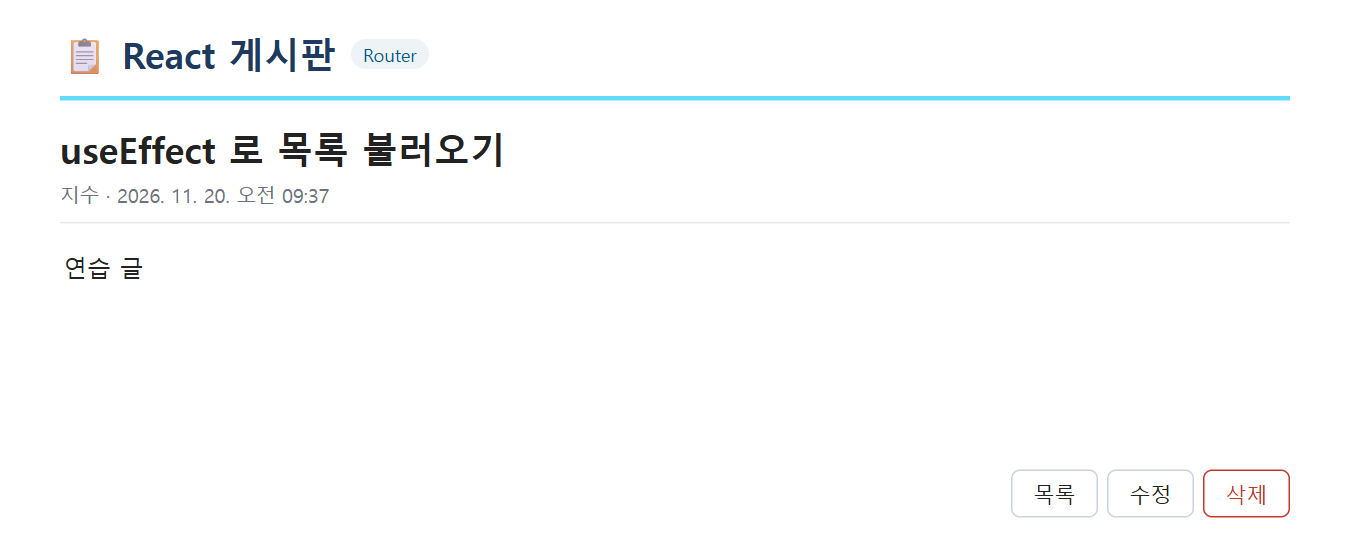 React 게시판 Router
useEffect 로 목록 불러오기
지수 · 2026. 11. 20. 오전 09:37
연습 글
목록 수정 삭제